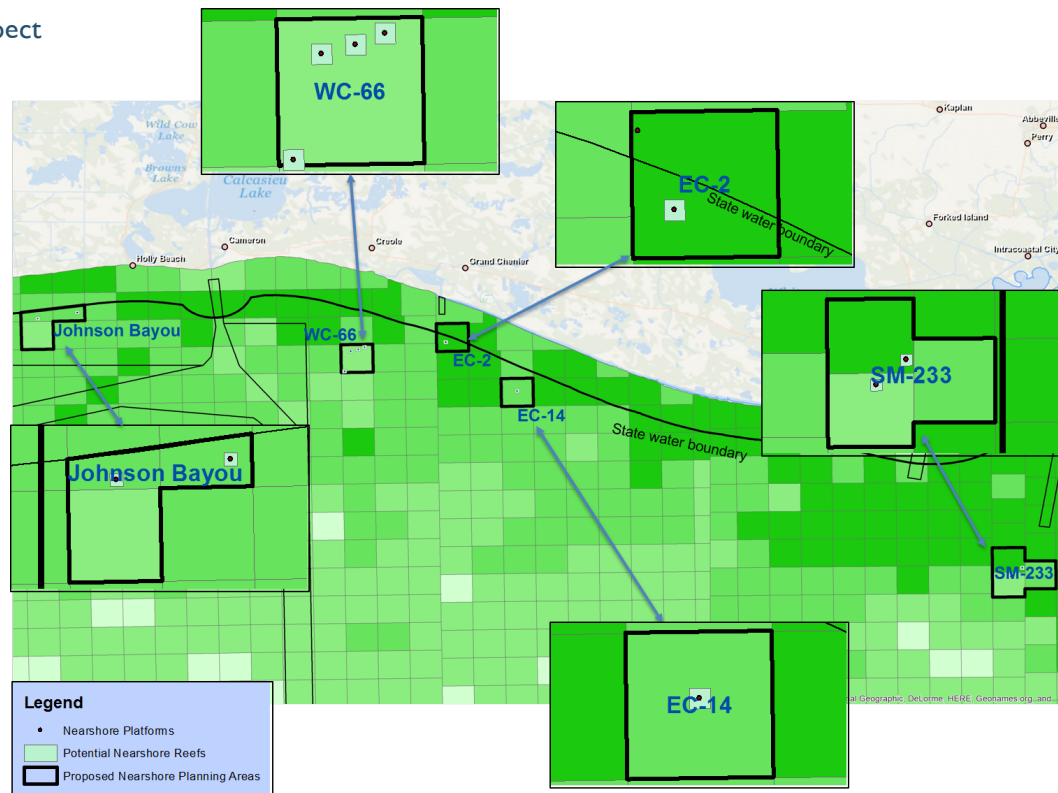 pect
WC-66
Wild Cow
Lake
Browns
Lake
Calcasieu
Lake
Kaplan
Abbeville
Perry
EC-2
State water boundary
Forked Island
Cameron
Creole
Holly Beach
Grand Chenier
Intracoastal City
Johnson Bayou
WC-66
EC-2
SM-233
EC-14
State water boundary
Johnson Bayou
SM-233
EC-14
Legend
Nearshore Platforms
Potential Nearshore Reefs
Proposed Nearshore Planning Areas
al Geographic, DeLorme, HERE, Geonames.org, and